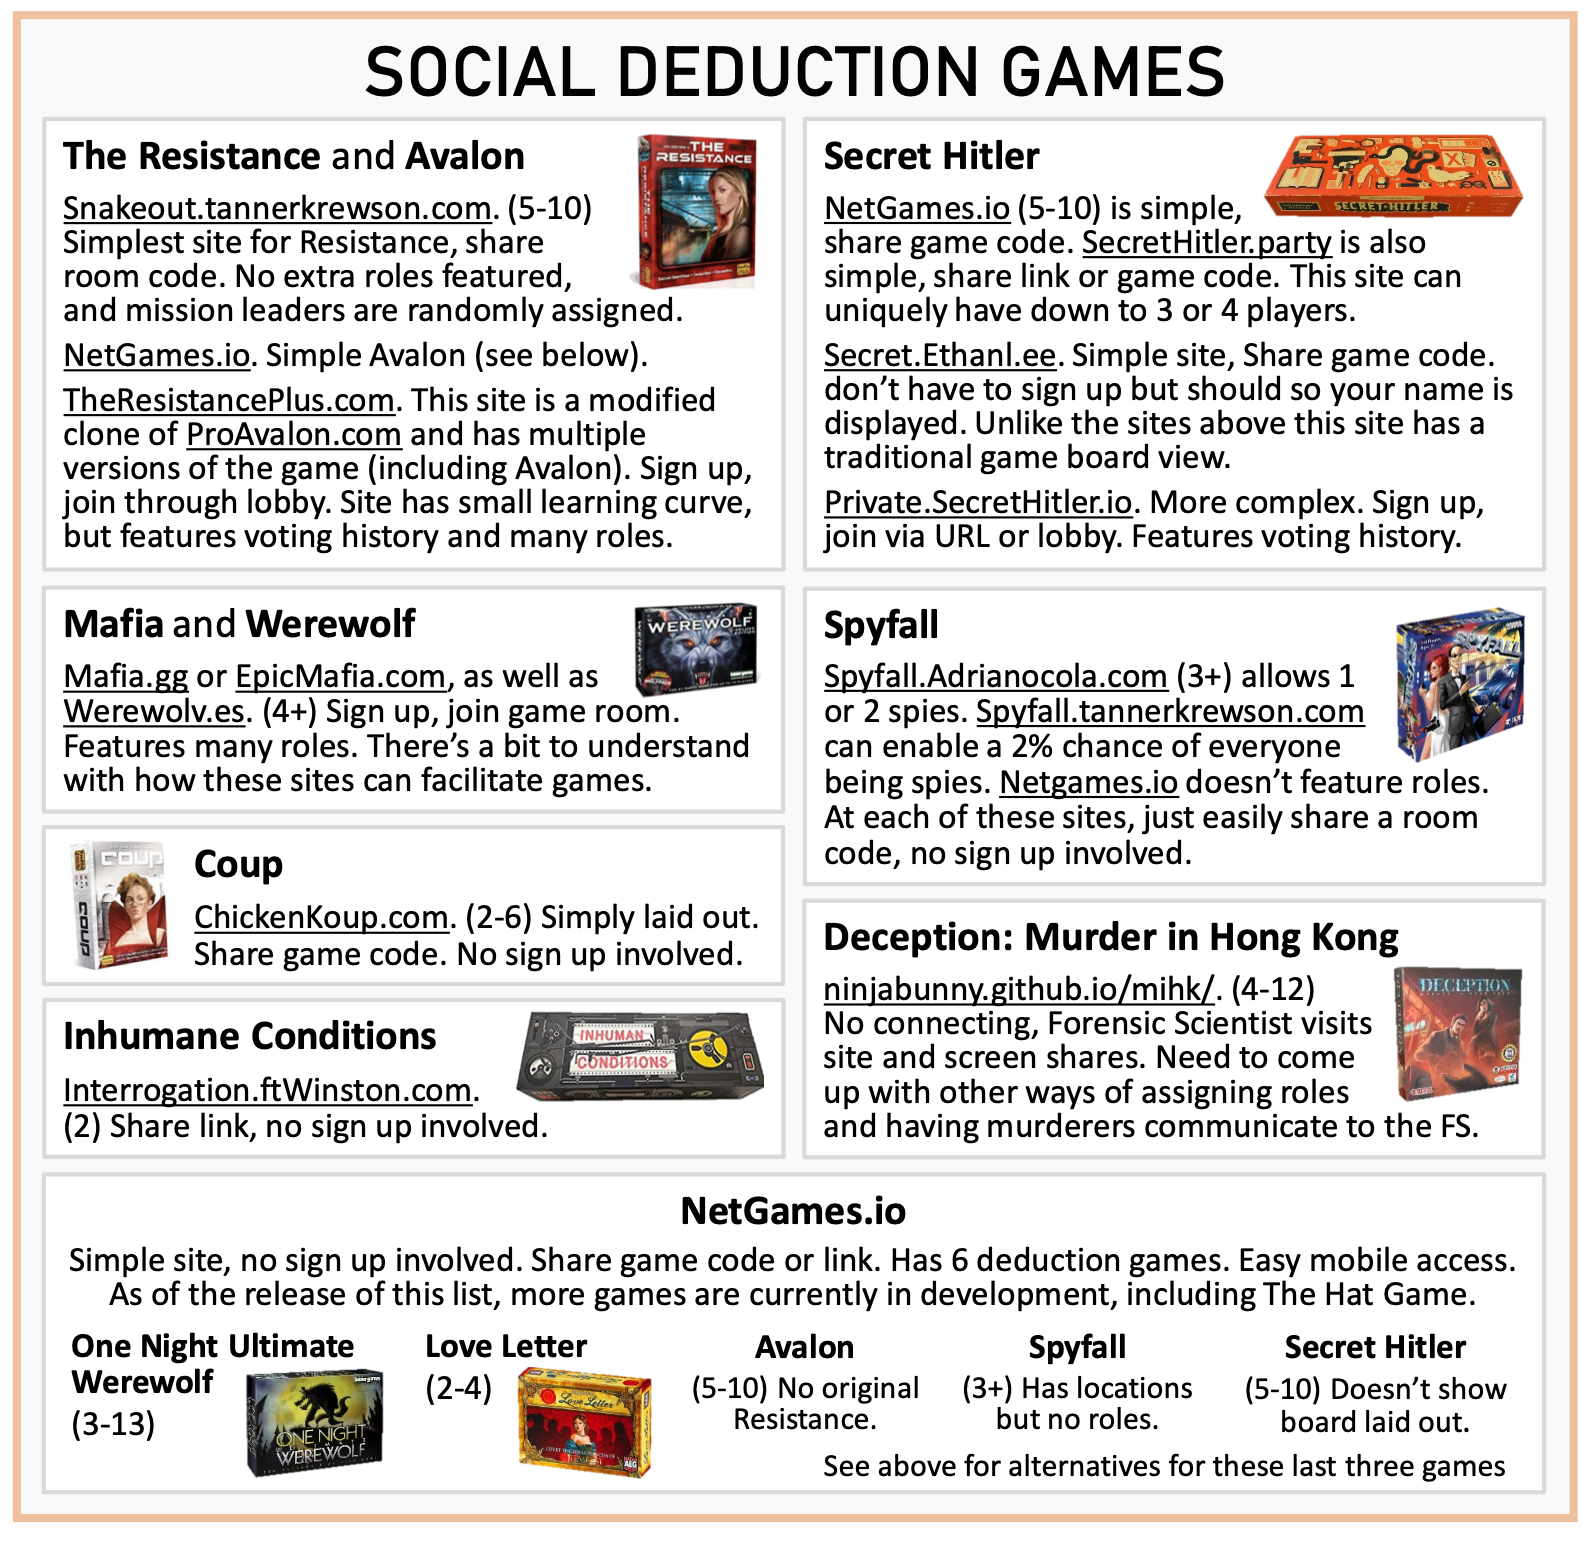 SOCIAL DEDUCTION GAMES
The Resistance and Avalon
THE
RESISTANCE
Snakeout.tannerkrewson.com. (5-10)
Simplest site for Resistance, share
room code. No extra roles featured,
and mission leaders are randomly assigned.
NetGames.io. Simple Avalon (see below).
TheResistancePlus.com. This site is a modified
clone of ProAvalon.com and has multiple
versions of the game (including Avalon). Sign up,
join through lobby. Site has small learning curve,
but features voting history and many roles.
Secret Hitler
SECRET-HITLER
NetGames.io (5-10) is simple,
share game code. SecretHitler.party is also
simple, share link or game code. This site can
uniquely have down to 3 or 4 players.
Secret.Ethanl.ee. Simple site, Share game code.
don't have to sign up but should so your name is
displayed. Unlike the sites above this site has a
traditional game board view.
Private.SecretHitler.io. More complex. Sign up,
join via URL or lobby. Features voting history.
Mafia and Werewolf
WEREWOLF
Mafia.gg or EpicMafia.com, as well as
Werewolv.es. (4+) Sign up, join game room.
Features many roles. There's a bit to understand
with how these sites can facilitate games.
Spyfall
SPYFALL
Spyfall.Adrianocola.com (3+) allows 1
or 2 spies. Spyfall.tannerkrewson.com
can enable a 2% chance of everyone
being spies. Netgames.io doesn't feature roles.
At each of these sites, just easily share a room
code, no sign up involved.
coup
coup
Coup
ChickenKoup.com. (2-6) Simply laid out.
Share game code. No sign up involved.
Deception: Murder in Hong Kong
DECEPTION
ninjabunny.github.io/mihk/. (4-12)
No connecting, Forensic Scientist visits
site and screen shares. Need to come
up with other ways of assigning roles
and having murderers communicate to the FS.
Inhumane Conditions
INHUMAN
CONDITIONS
Interrogation.ftWinston.com.
(2) Share link, no sign up involved.
NetGames.io
Simple site, no sign up involved. Share game code or link. Has 6 deduction games. Easy mobile access.
As of the release of this list, more games are currently in development, including The Hat Game.
One Night Ultimate
Werewolf
(3-13)
ONE NIGHT
WEREWOLF
Love Letter
(2-4)
Love Letter
AEG
Avalon
(5-10) No original
Resistance.
Spyfall
(3+) Has locations
but no roles.
Secret Hitler
(5-10) Doesn't show
board laid out.
See above for alternatives for these last three games